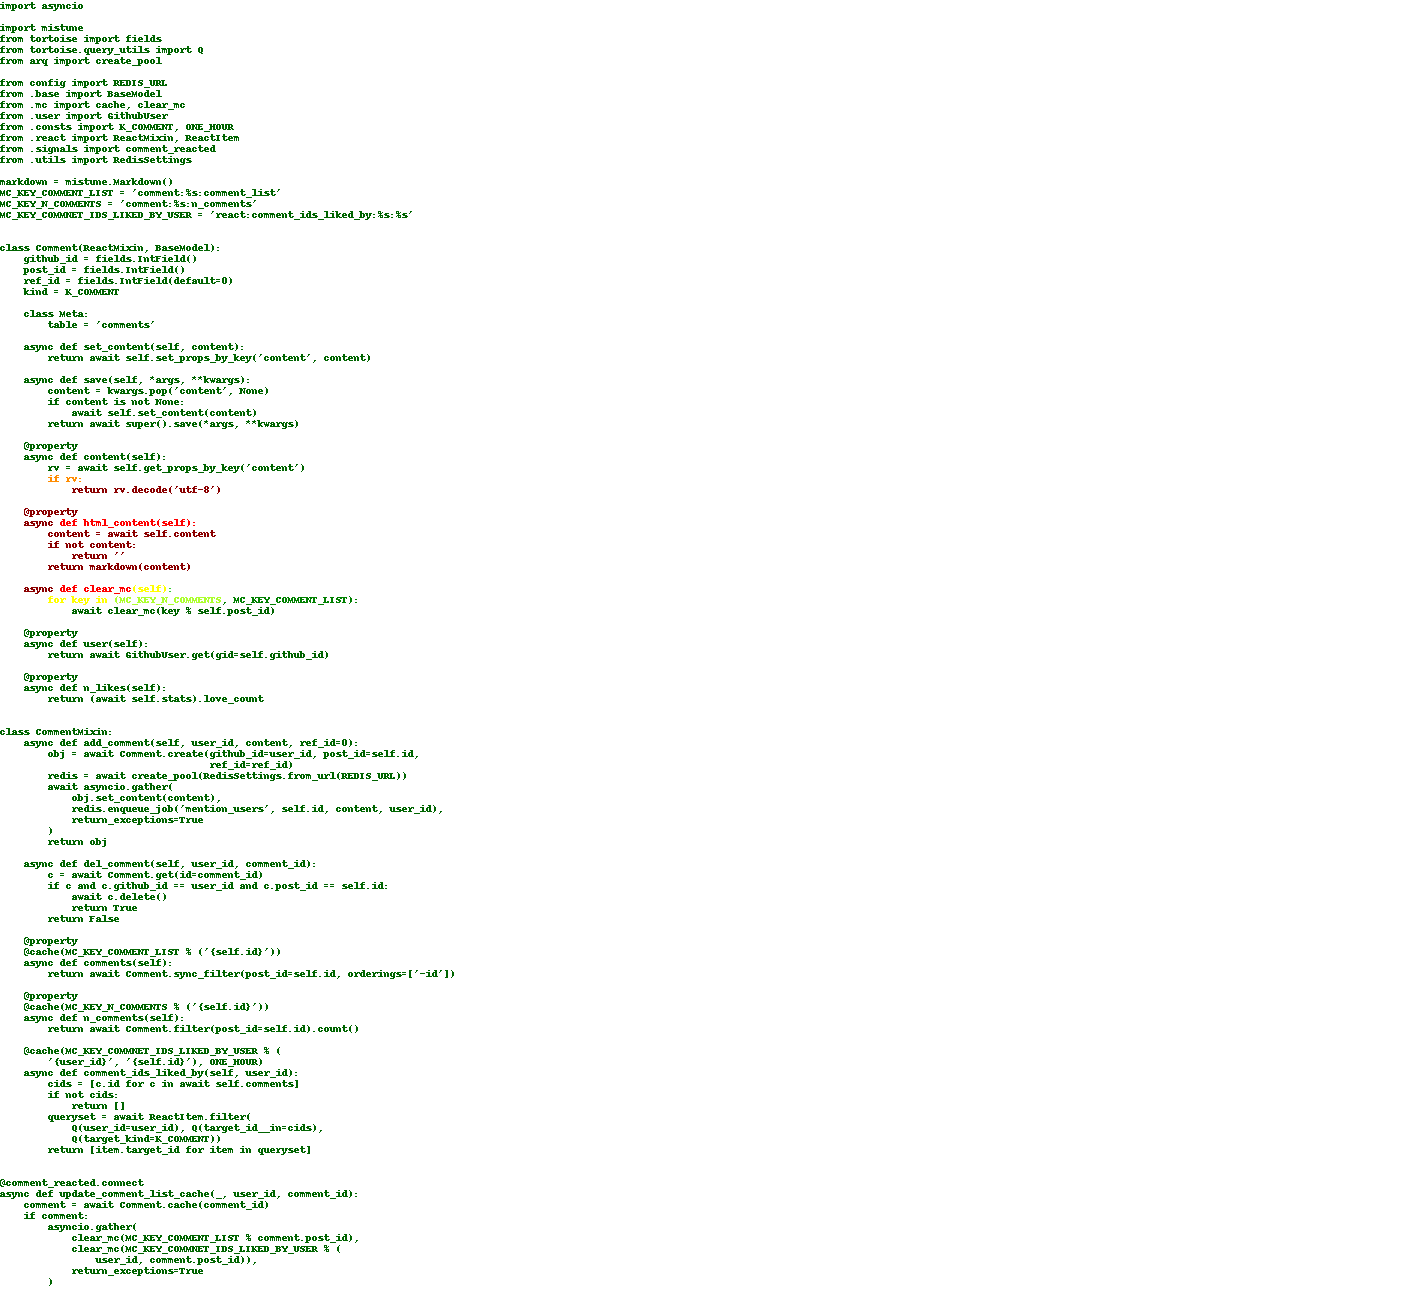 import asyncio

import mistune
from tortoise import fields
from tortoise.query_utils import Q
from arq import create_pool

from config import REDIS_URL
from .base import BaseModel
from .mc import cache, clear_mc
from .user import GithubUser
from .consts import K_COMMENT, ONE_HOUR
from .react import ReactMixin, ReactItem
from .signals import comment_reacted
from .utils import RedisSettings

markdown = mistune.Markdown()
MC_KEY_COMMENT_LIST = 'comment:%s:comment_list'
MC_KEY_N_COMMENTS = 'comment:%s:n_comments'
MC_KEY_COMMNET_IDS_LIKED_BY_USER = 'react:comment_ids_liked_by:%s:%s'


class Comment(ReactMixin, BaseModel):
    github_id = fields.IntField()
    post_id = fields.IntField()
    ref_id = fields.IntField(default=0)
    kind = K_COMMENT

    class Meta:
        table = 'comments'

    async def set_content(self, content):
        return await self.set_props_by_key('content', content)

    async def save(self, *args, **kwargs):
        content = kwargs.pop('content', None)
        if content is not None:
            await self.set_content(content)
        return await super().save(*args, **kwargs)

    @property
    async def content(self):
        rv = await self.get_props_by_key('content')
        if rv:
            return rv.decode('utf-8')

    @property
    async def html_content(self):
        content = await self.content
        if not content:
            return ''
        return markdown(content)

    async def clear_mc(self):
        for key in (MC_KEY_N_COMMENTS, MC_KEY_COMMENT_LIST):
            await clear_mc(key % self.post_id)

    @property
    async def user(self):
        return await GithubUser.get(gid=self.github_id)

    @property
    async def n_likes(self):
        return (await self.stats).love_count


class CommentMixin:
    async def add_comment(self, user_id, content, ref_id=0):
        obj = await Comment.create(github_id=user_id, post_id=self.id,
                                   ref_id=ref_id)
        redis = await create_pool(RedisSettings.from_url(REDIS_URL))
        await asyncio.gather(
            obj.set_content(content),
            redis.enqueue_job('mention_users', self.id, content, user_id),
            return_exceptions=True
        )
        return obj

    async def del_comment(self, user_id, comment_id):
        c = await Comment.get(id=comment_id)
        if c and c.github_id == user_id and c.post_id == self.id:
            await c.delete()
            return True
        return False

    @property
    @cache(MC_KEY_COMMENT_LIST % ('{self.id}'))
    async def comments(self):
        return await Comment.sync_filter(post_id=self.id, orderings=['-id'])

    @property
    @cache(MC_KEY_N_COMMENTS % ('{self.id}'))
    async def n_comments(self):
        return await Comment.filter(post_id=self.id).count()

    @cache(MC_KEY_COMMNET_IDS_LIKED_BY_USER % (
        '{user_id}', '{self.id}'), ONE_HOUR)
    async def comment_ids_liked_by(self, user_id):
        cids = [c.id for c in await self.comments]
        if not cids:
            return []
        queryset = await ReactItem.filter(
            Q(user_id=user_id), Q(target_id__in=cids),
            Q(target_kind=K_COMMENT))
        return [item.target_id for item in queryset]


@comment_reacted.connect
async def update_comment_list_cache(_, user_id, comment_id):
    comment = await Comment.cache(comment_id)
    if comment:
        asyncio.gather(
            clear_mc(MC_KEY_COMMENT_LIST % comment.post_id),
            clear_mc(MC_KEY_COMMNET_IDS_LIKED_BY_USER % (
                user_id, comment.post_id)),
            return_exceptions=True
        )